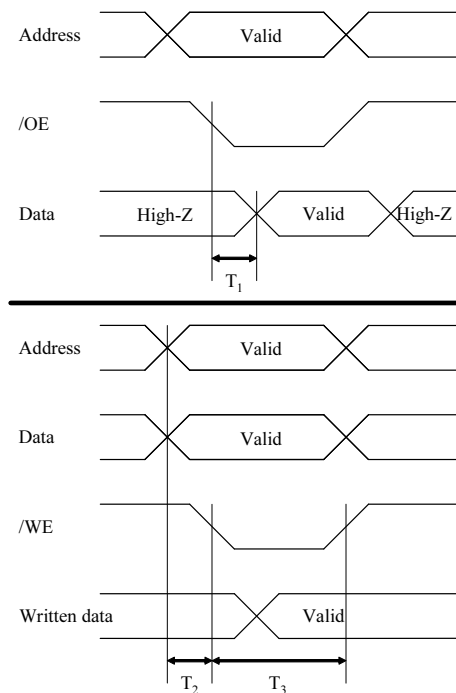 Address Valid
/OE
Data High-Z Valid High-Z
T₁
Address Valid
Data Valid
/WE
Written data Valid
T₂ T₃